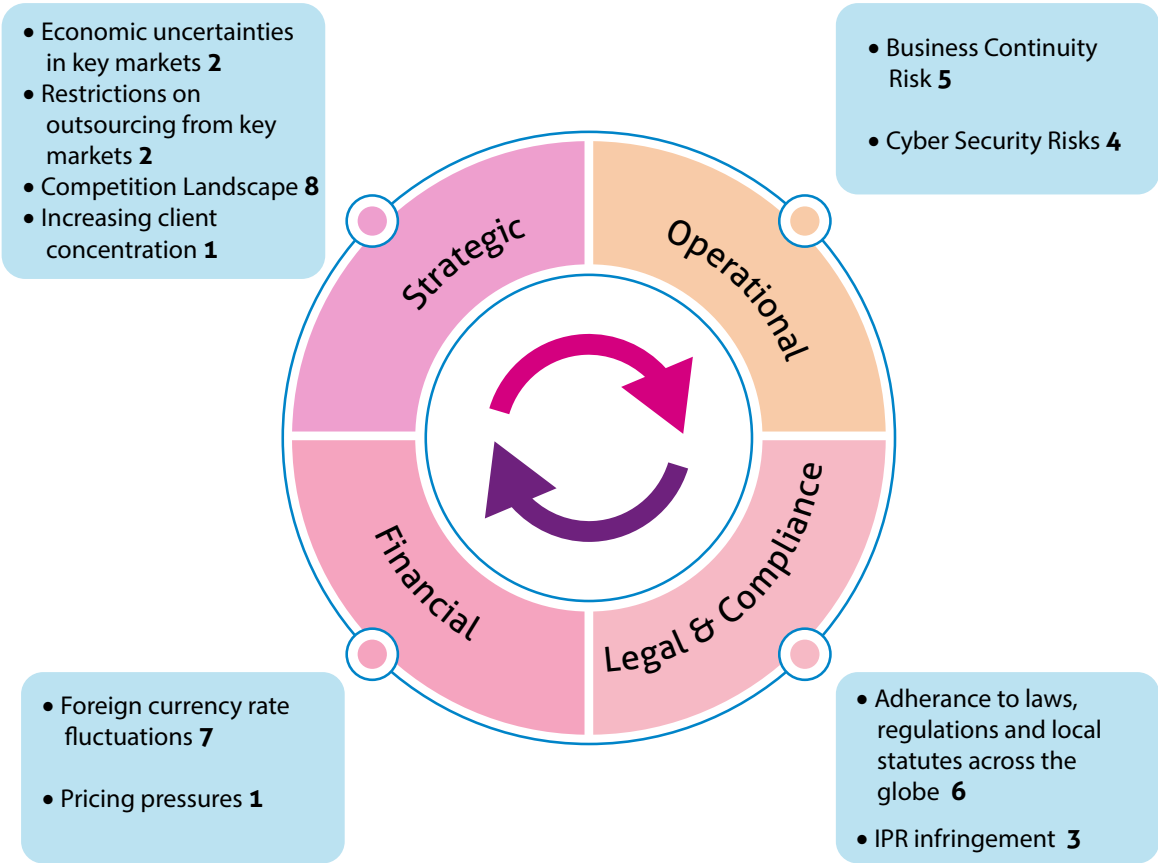 • Economic uncertainties
in key markets 2
• Restrictions on
outsourcing from key
markets 2
• Competition Landscape 8
• Increasing client
concentration 1
• Business Continuity
Risk 5
• Cyber Security Risks 4
Strategic
Operational
Financial
Legal & Compliance
• Foreign currency rate
fluctuations 7
• Pricing pressures 1
• Adherance to laws,
regulations and local
statutes across the
globe 6
• IPR infringement 3